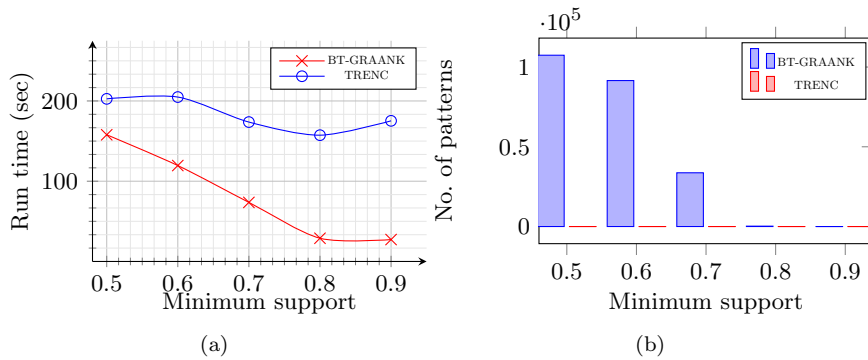 Run time (sec)
200
100
BT-GRAANK
TRENC
0.5 0.6 0.7 0.8 0.9
Minimum support
(a)
·10^5
No. of patterns
1
0.5
0
BT-GRAANK
TRENC
0.5 0.6 0.7 0.8 0.9
Minimum support
(b)